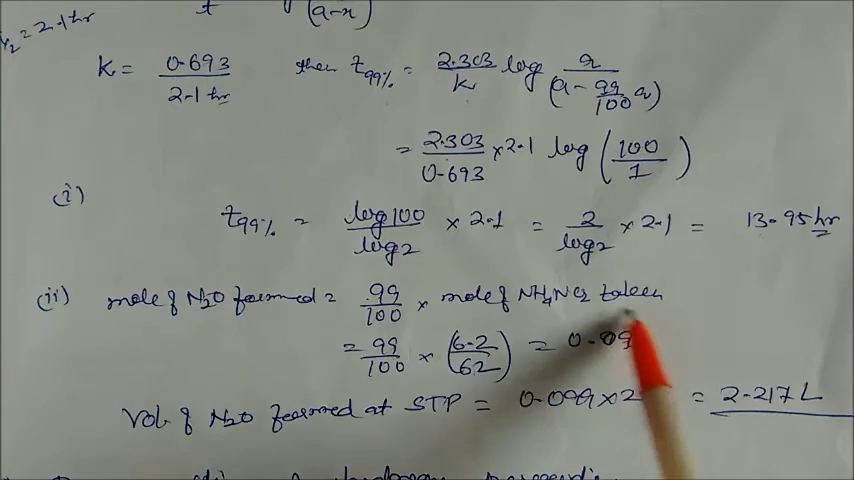 t (a-x)
t1/2 = 2.1 hr
K = 0.693/2.1 hr then t99% = 2.303/K log a/(a - 99/100 a)
= 2.303/0.693 × 2.1 log (100/1)
(i)
t99% = log100/log2 × 2.1 = 2/log2 × 2.1 = 13.95 hr
(ii) mole of N2O formed = 99/100 × mole of NH4NO2 taken
= 99/100 × (6.2/62) = 0.09
Vol. of N2O formed at STP = 0.099×2 = 2.217 L